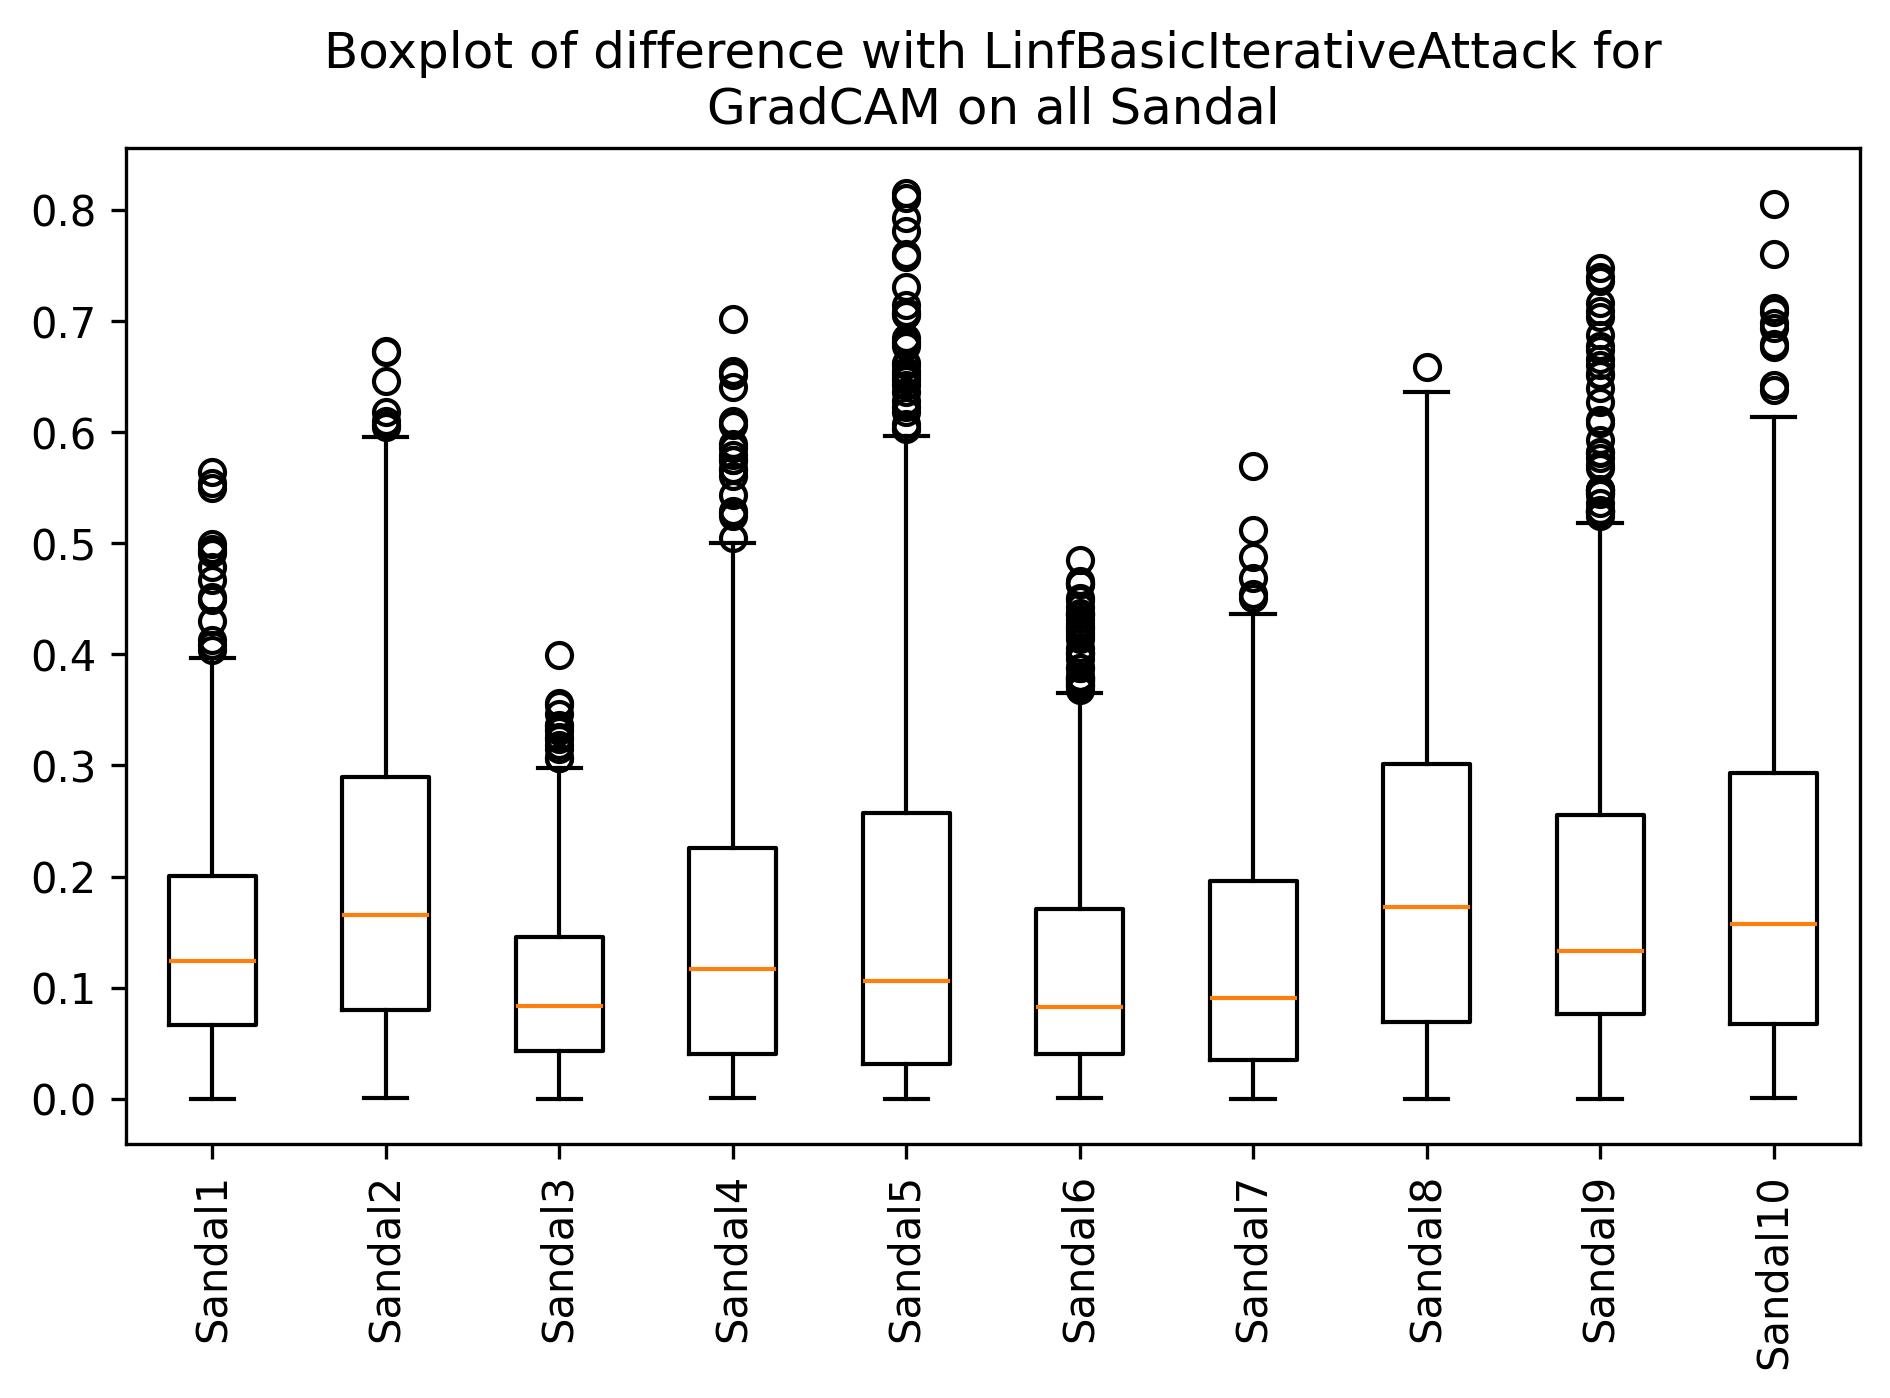 Boxplot of difference with LinfBasicIterativeAttack for
GradCAM on all Sandal
0.8
0.7
0.6
0.5
0.4
0.3
0.2
0.1
0.0
Sandal1
Sandal2
Sandal3
Sandal4
Sandal5
Sandal6
Sandal7
Sandal8
Sandal9
Sandal10